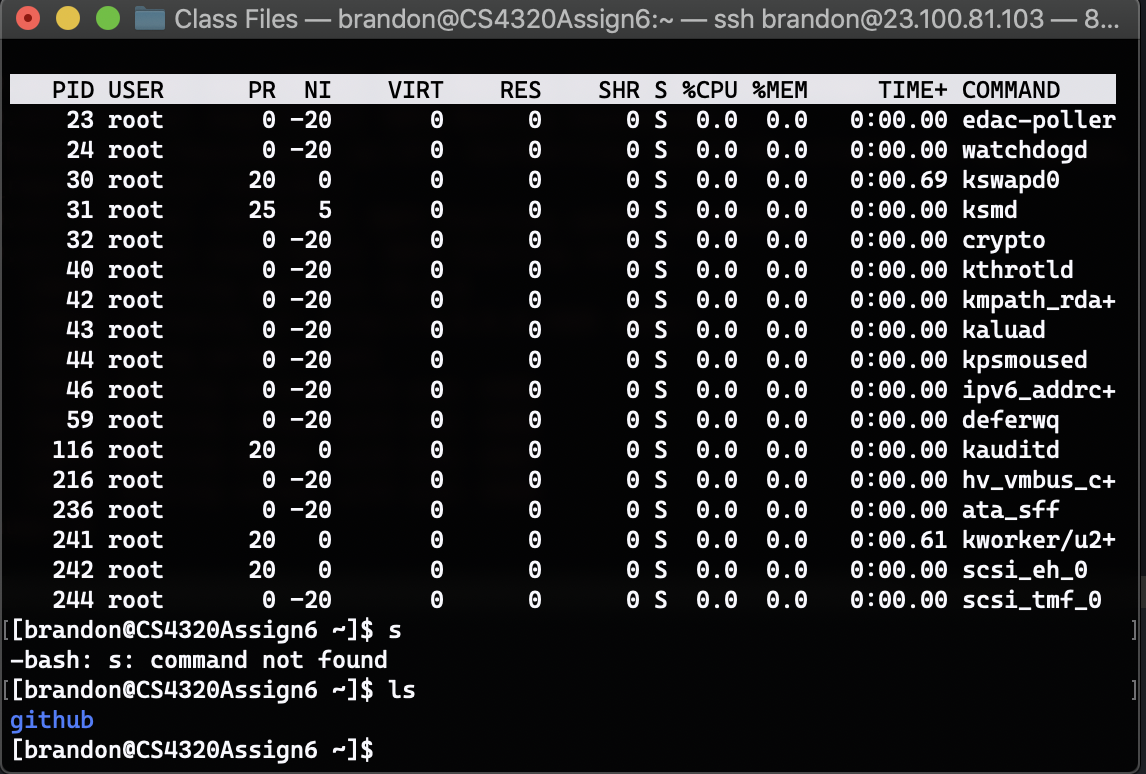 Class Files — brandon@CS4320Assign6:~ — ssh brandon@23.100.81.103 — 8...
PID USER PR NI VIRT RES SHR S %CPU %MEM TIME+ COMMAND
23 root 0 -20 0 0 0 S 0.0 0.0 0:00.00 edac-poller
24 root 0 -20 0 0 0 S 0.0 0.0 0:00.00 watchdogd
30 root 20 0 0 0 0 S 0.0 0.0 0:00.69 kswapd0
31 root 25 5 0 0 0 S 0.0 0.0 0:00.00 ksmd
32 root 0 -20 0 0 0 S 0.0 0.0 0:00.00 crypto
40 root 0 -20 0 0 0 S 0.0 0.0 0:00.00 kthrotld
42 root 0 -20 0 0 0 S 0.0 0.0 0:00.00 kmpath_rda+
43 root 0 -20 0 0 0 S 0.0 0.0 0:00.00 kaluad
44 root 0 -20 0 0 0 S 0.0 0.0 0:00.00 kpsmoused
46 root 0 -20 0 0 0 S 0.0 0.0 0:00.00 ipv6_addrc+
59 root 0 -20 0 0 0 S 0.0 0.0 0:00.00 deferwq
116 root 20 0 0 0 0 S 0.0 0.0 0:00.00 kauditd
216 root 0 -20 0 0 0 S 0.0 0.0 0:00.00 hv_vmbus_c+
236 root 0 -20 0 0 0 S 0.0 0.0 0:00.00 ata_sff
241 root 20 0 0 0 0 S 0.0 0.0 0:00.61 kworker/u2+
242 root 20 0 0 0 0 S 0.0 0.0 0:00.00 scsi_eh_0
244 root 0 -20 0 0 0 S 0.0 0.0 0:00.00 scsi_tmf_0
[[brandon@CS4320Assign6 ~]$ s ]
-bash: s: command not found
[[brandon@CS4320Assign6 ~]$ ls ]
github
[brandon@CS4320Assign6 ~]$